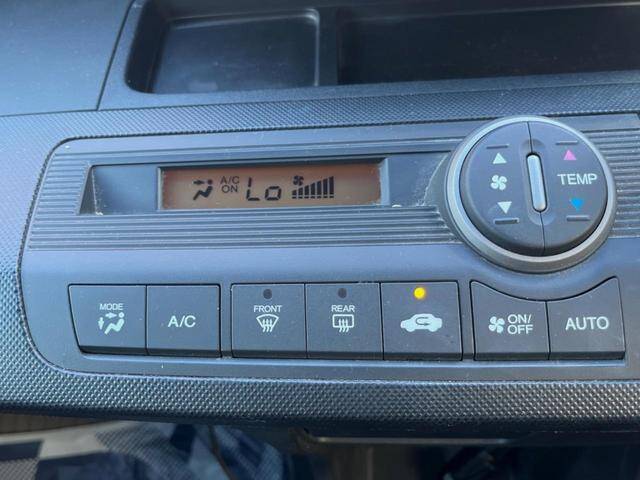 A/C
ON Lo
TEMP
MODE
A/C
FRONT
REAR
ON/
OFF
AUTO